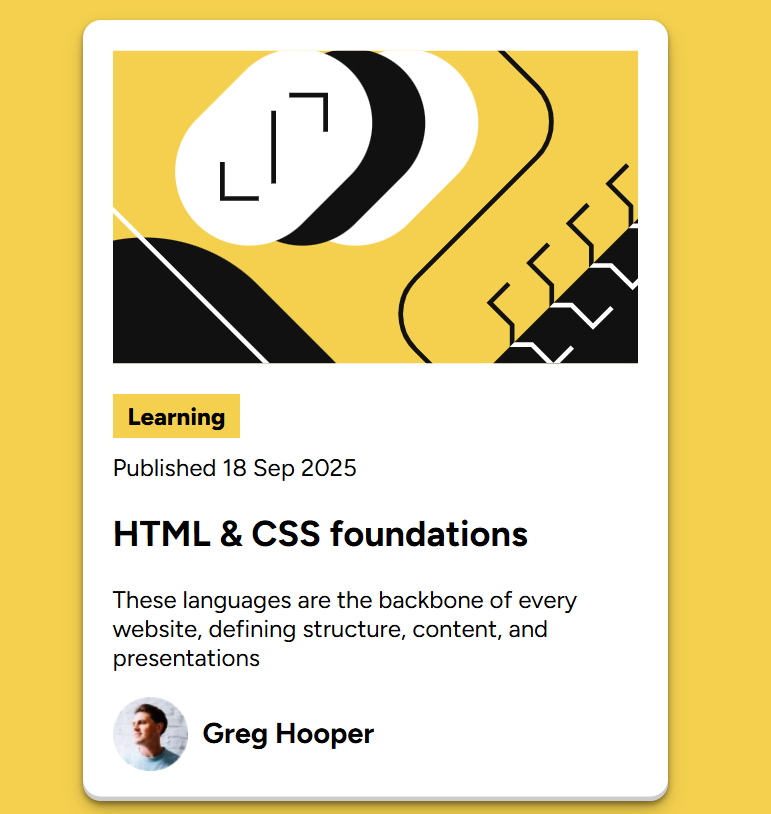 Learning
Published 18 Sep 2025
HTML & CSS foundations
These languages are the backbone of every
website, defining structure, content, and
presentations
Greg Hooper